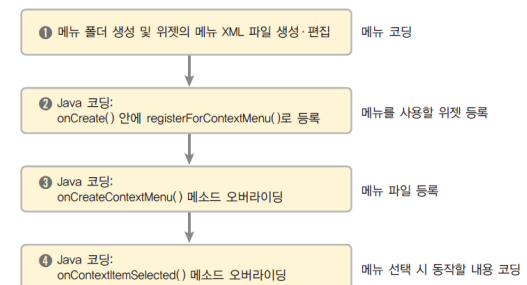 ❶ 메뉴 폴더 생성 및 위젯의 메뉴 XML 파일 생성·편집
메뉴 코딩
❷ Java 코딩:
onCreate( ) 안에 registerForContextMenu( )로 등록
메뉴를 사용할 위젯 등록
❸ Java 코딩:
onCreateContextMenu( ) 메소드 오버라이딩
메뉴 파일 등록
❹ Java 코딩:
onContextItemSelected( ) 메소드 오버라이딩
메뉴 선택 시 동작할 내용 코딩